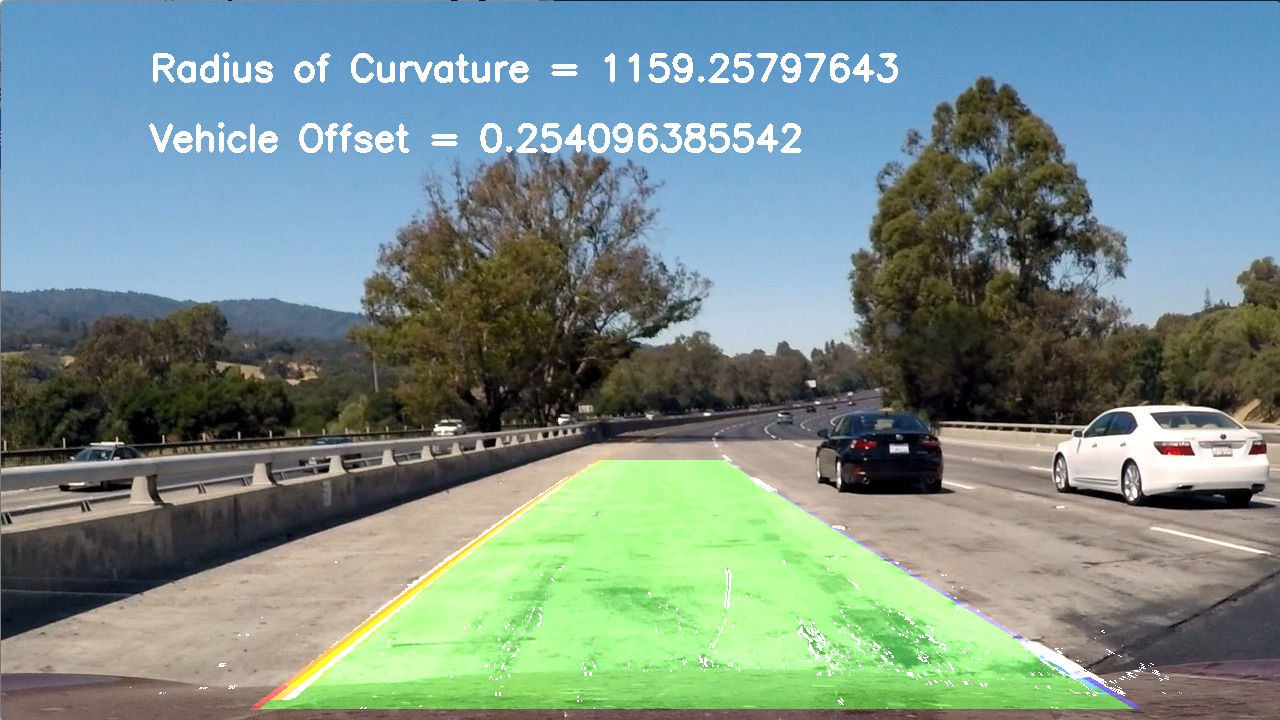 Radius of Curvature = 1159.25797643
Vehicle Offset = 0.254096385542